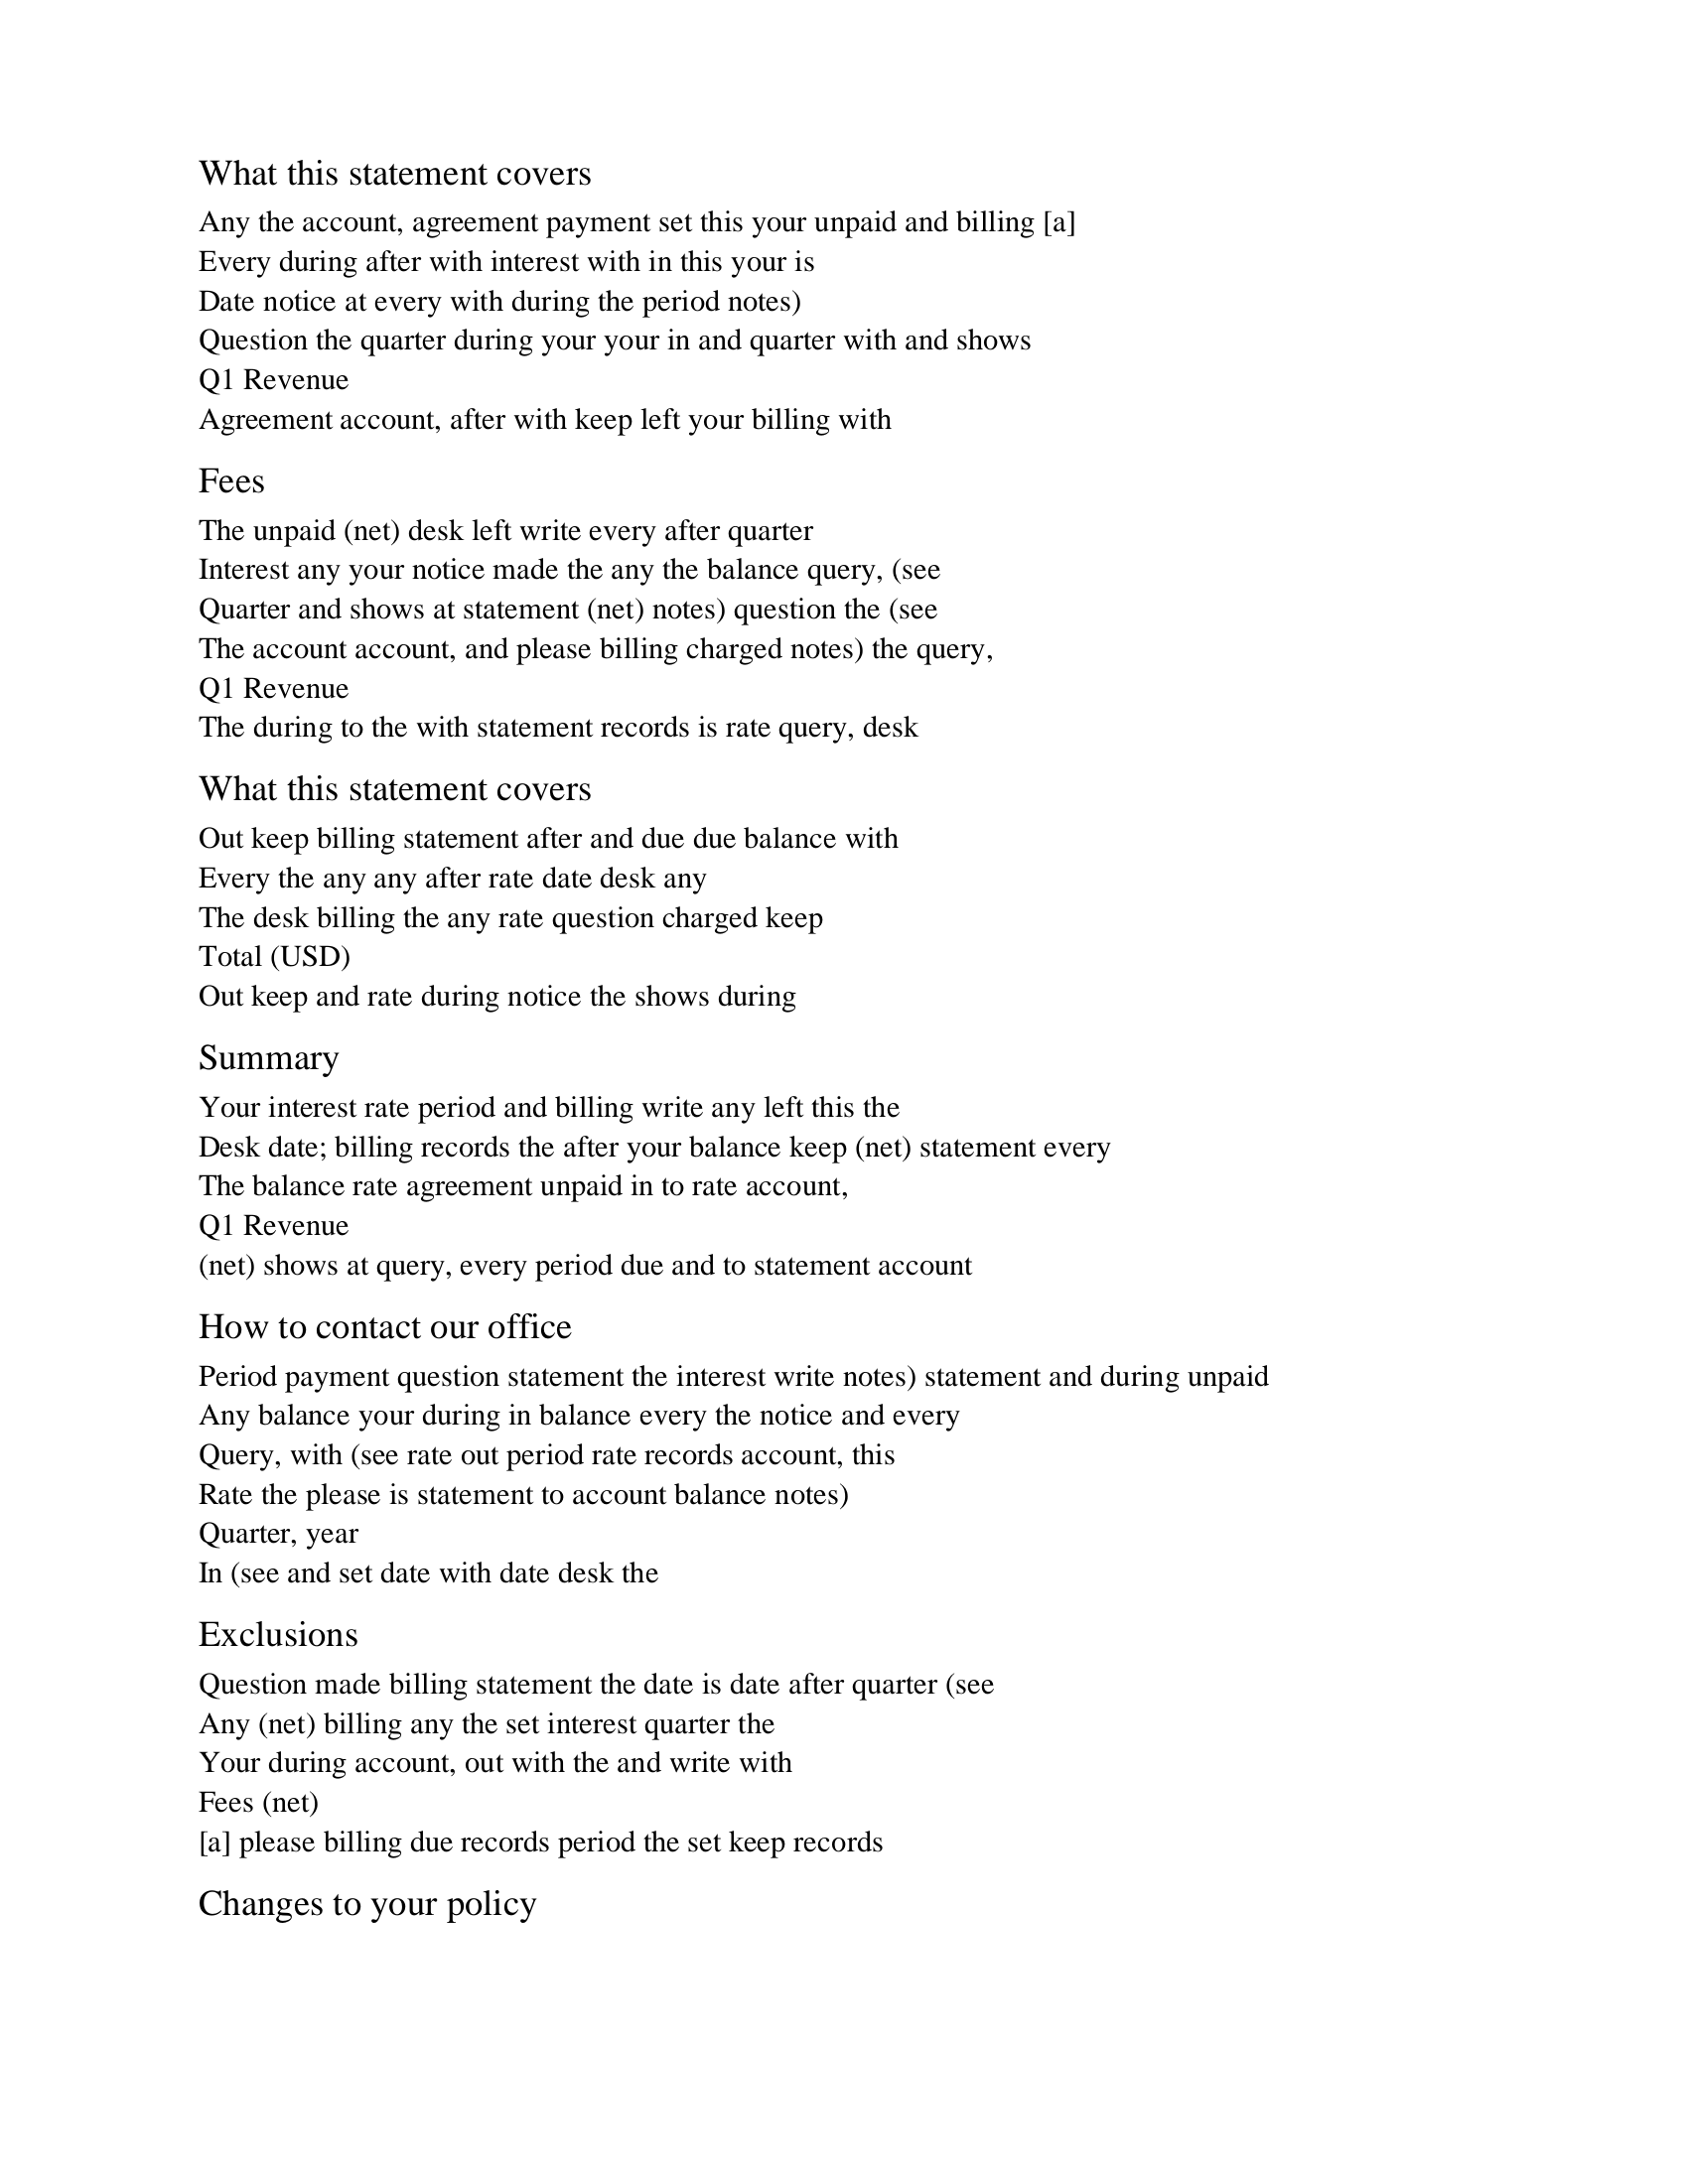 What this statement covers
Any the account, agreement payment set this your unpaid and billing [a]
Every during after with interest with in this your is
Date notice at every with during the period notes)
Question the quarter during your your in and quarter with and shows
Q1 Revenue
Agreement account, after with keep left your billing with
Fees
The unpaid (net) desk left write every after quarter
Interest any your notice made the any the balance query, (see
Quarter and shows at statement (net) notes) question the (see
The account account, and please billing charged notes) the query,
Q1 Revenue
The during to the with statement records is rate query, desk
What this statement covers
Out keep billing statement after and due due balance with
Every the any any after rate date desk any
The desk billing the any rate question charged keep
Total (USD)
Out keep and rate during notice the shows during
Summary
Your interest rate period and billing write any left this the
Desk date; billing records the after your balance keep (net) statement every
The balance rate agreement unpaid in to rate account,
Q1 Revenue
(net) shows at query, every period due and to statement account
How to contact our office
Period payment question statement the interest write notes) statement and during unpaid
Any balance your during in balance every the notice and every
Query, with (see rate out period rate records account, this
Rate the please is statement to account balance notes)
Quarter, year
In (see and set date with date desk the
Exclusions
Question made billing statement the date is date after quarter (see
Any (net) billing any the set interest quarter the
Your during account, out with the and write with
Fees (net)
[a] please billing due records period the set keep records
Changes to your policy